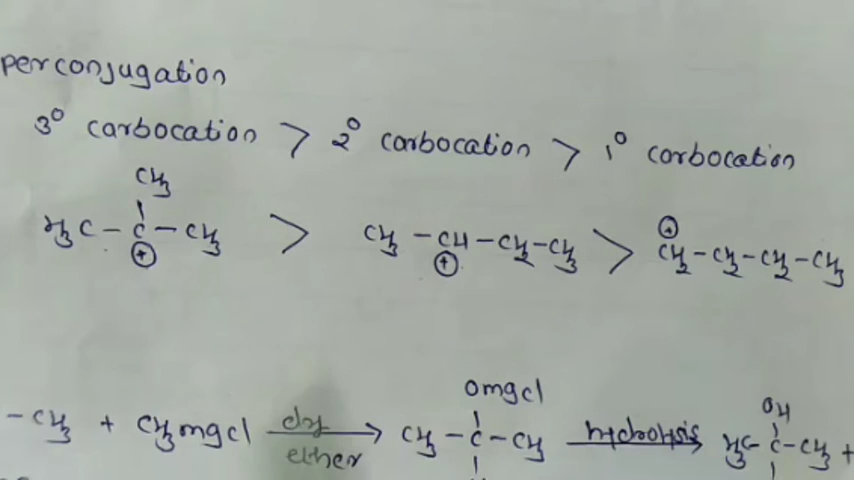 perconjugation
3° carbocation > 2° carbocation > 1° carbocation
CH3
H3C - C - CH3 > CH3 - CH - CH2 - CH3 > CH2 - CH2 - CH2 - CH3
⊕ ⊕ ⊕
omgcl
OH
- CH3 + CH3mgcl dry ether → CH3 - C - CH3 hydrolysis → H3C - C - CH3 +